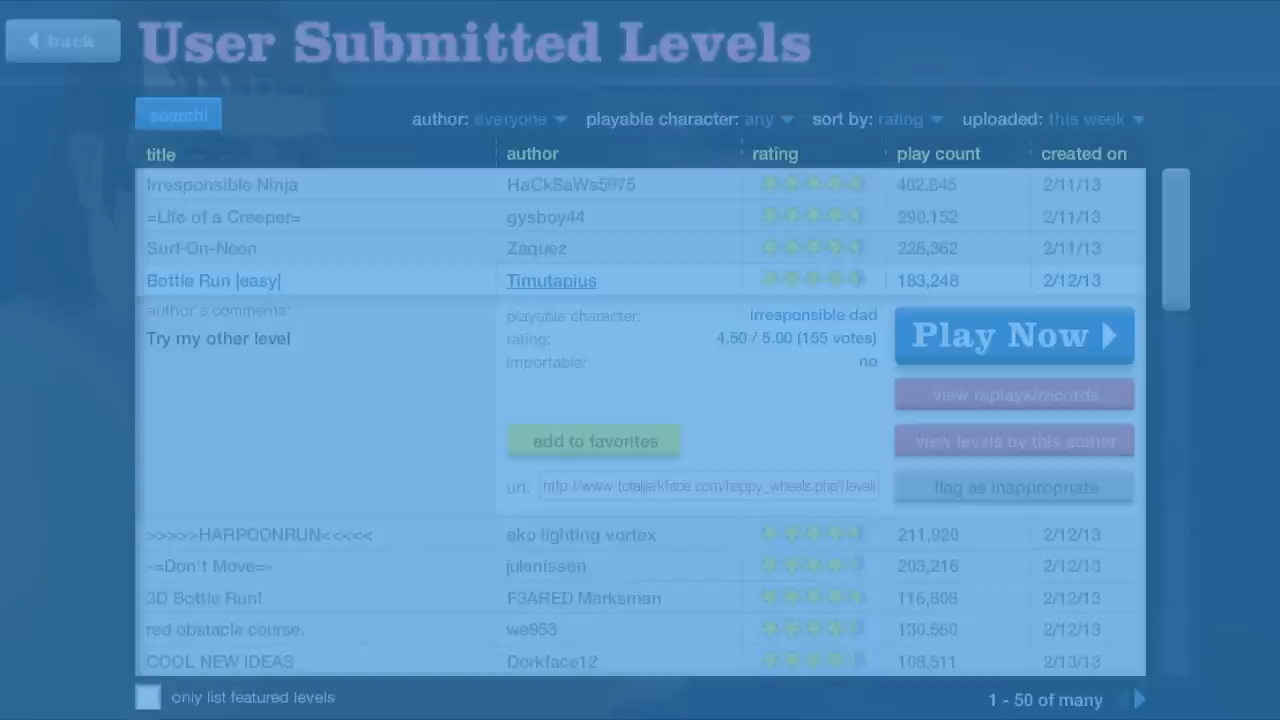 back
User Submitted Levels
search!
author: everyone playable character: any sort by: rating uploaded: this week
title author rating play count created on
Irresponsible Ninja HaCkSaWs5975 402,845 2/11/13
=Life of a Creeper= gysboy44 290,152 2/11/13
Surf-On-Neon Zaquez 228,362 2/11/13
Bottle Run |easy| Timutapius 183,248 2/12/13
author's comments:
Try my other level
playable character: irresponsible dad
rating: 4.50 / 5.00 (155 votes)
importable: no
Play Now
view replays/records
add to favorites
view levels by this author
url: http://www.totaljerkface.com/happy_wheels.php?leveli
flag as inappropriate
>>>>>HARPOONRUN<<<<< eko lighting vortex 211,920 2/12/13
-=Don't Move=- julenissen 203,216 2/12/13
3D Bottle Run! F3ARED Marksman 116,808 2/12/13
red obstacle course. we953 130,560 2/12/13
COOL NEW IDEAS Dorkface12 108,511 2/13/13
only list featured levels
1 - 50 of many